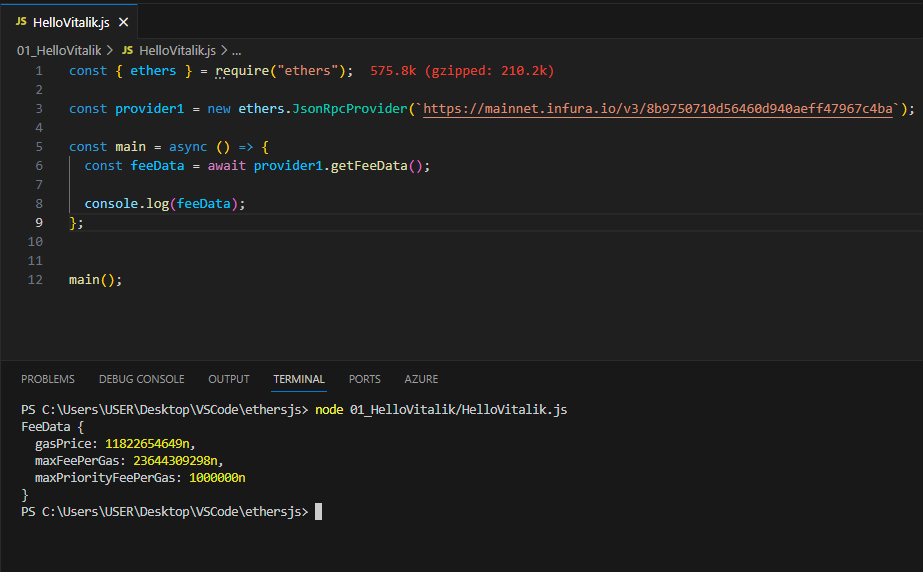 JS HelloVitalik.js ×
01_HelloVitalik > JS HelloVitalik.js > ...
1 const { ethers } = require("ethers"); 575.8k (gzipped: 210.2k)
2
3 const provider1 = new ethers.JsonRpcProvider(`https://mainnet.infura.io/v3/8b9750710d56460d940aeff47967c4ba`);
4
5 const main = async () => {
6 const feeData = await provider1.getFeeData();
7
8 console.log(feeData);
9 };
10
11
12 main();
PROBLEMS DEBUG CONSOLE OUTPUT TERMINAL PORTS AZURE
PS C:\Users\USER\Desktop\VSCode\ethersjs> node 01_HelloVitalik/HelloVitalik.js
FeeData {
gasPrice: 11822654649n,
maxFeePerGas: 23644309298n,
maxPriorityFeePerGas: 1000000n
}
PS C:\Users\USER\Desktop\VSCode\ethersjs>